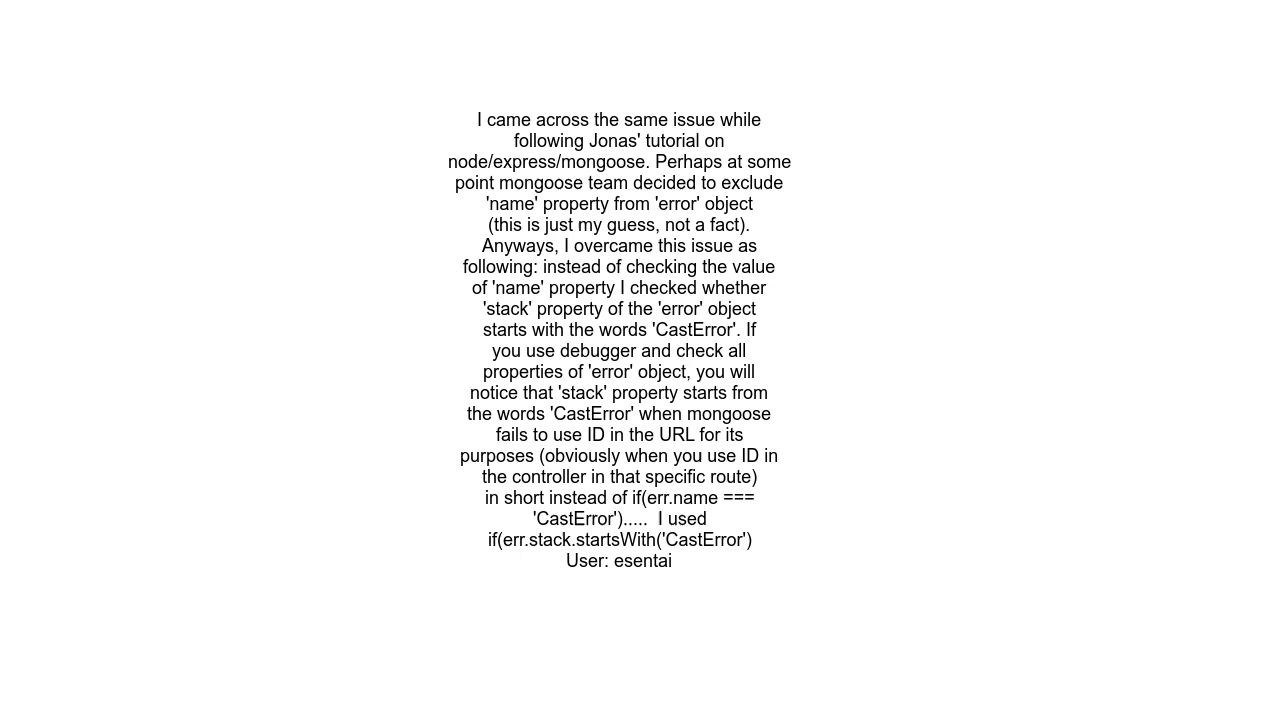 I came across the same issue while
following Jonas' tutorial on
node/express/mongoose. Perhaps at some
point mongoose team decided to exclude
'name' property from 'error' object
(this is just my guess, not a fact).
Anyways, I overcame this issue as
following: instead of checking the value
of 'name' property I checked whether
'stack' property of the 'error' object
starts with the words 'CastError'. If
you use debugger and check all
properties of 'error' object, you will
notice that 'stack' property starts from
the words 'CastError' when mongoose
fails to use ID in the URL for its
purposes (obviously when you use ID in
the controller in that specific route)
in short instead of if(err.name ===
'CastError').....  I used
if(err.stack.startsWith('CastError')
User: esentai